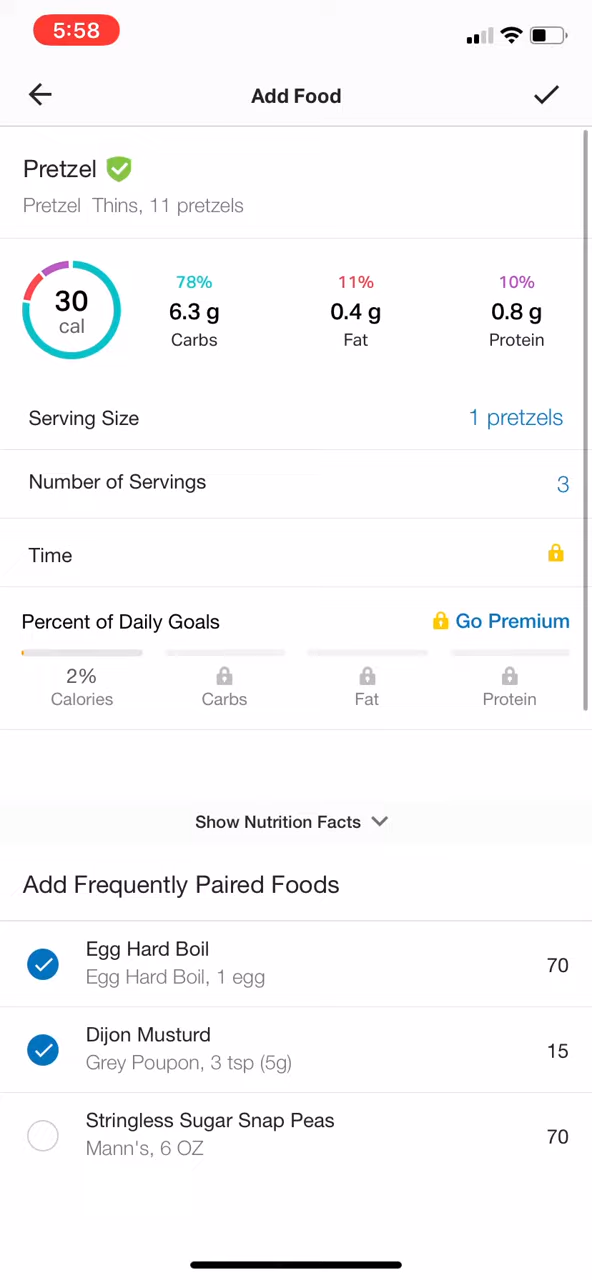 5:58
Add Food
Pretzel
Pretzel Thins, 11 pretzels
30
cal
78%
6.3 g
Carbs
11%
0.4 g
Fat
10%
0.8 g
Protein
Serving Size
1 pretzels
Number of Servings
3
Time
Percent of Daily Goals
Go Premium
2%
Calories
Carbs
Fat
Protein
Show Nutrition Facts
Add Frequently Paired Foods
Egg Hard Boil
Egg Hard Boil, 1 egg
70
Dijon Musturd
Grey Poupon, 3 tsp (5g)
15
Stringless Sugar Snap Peas
Mann's, 6 OZ
70